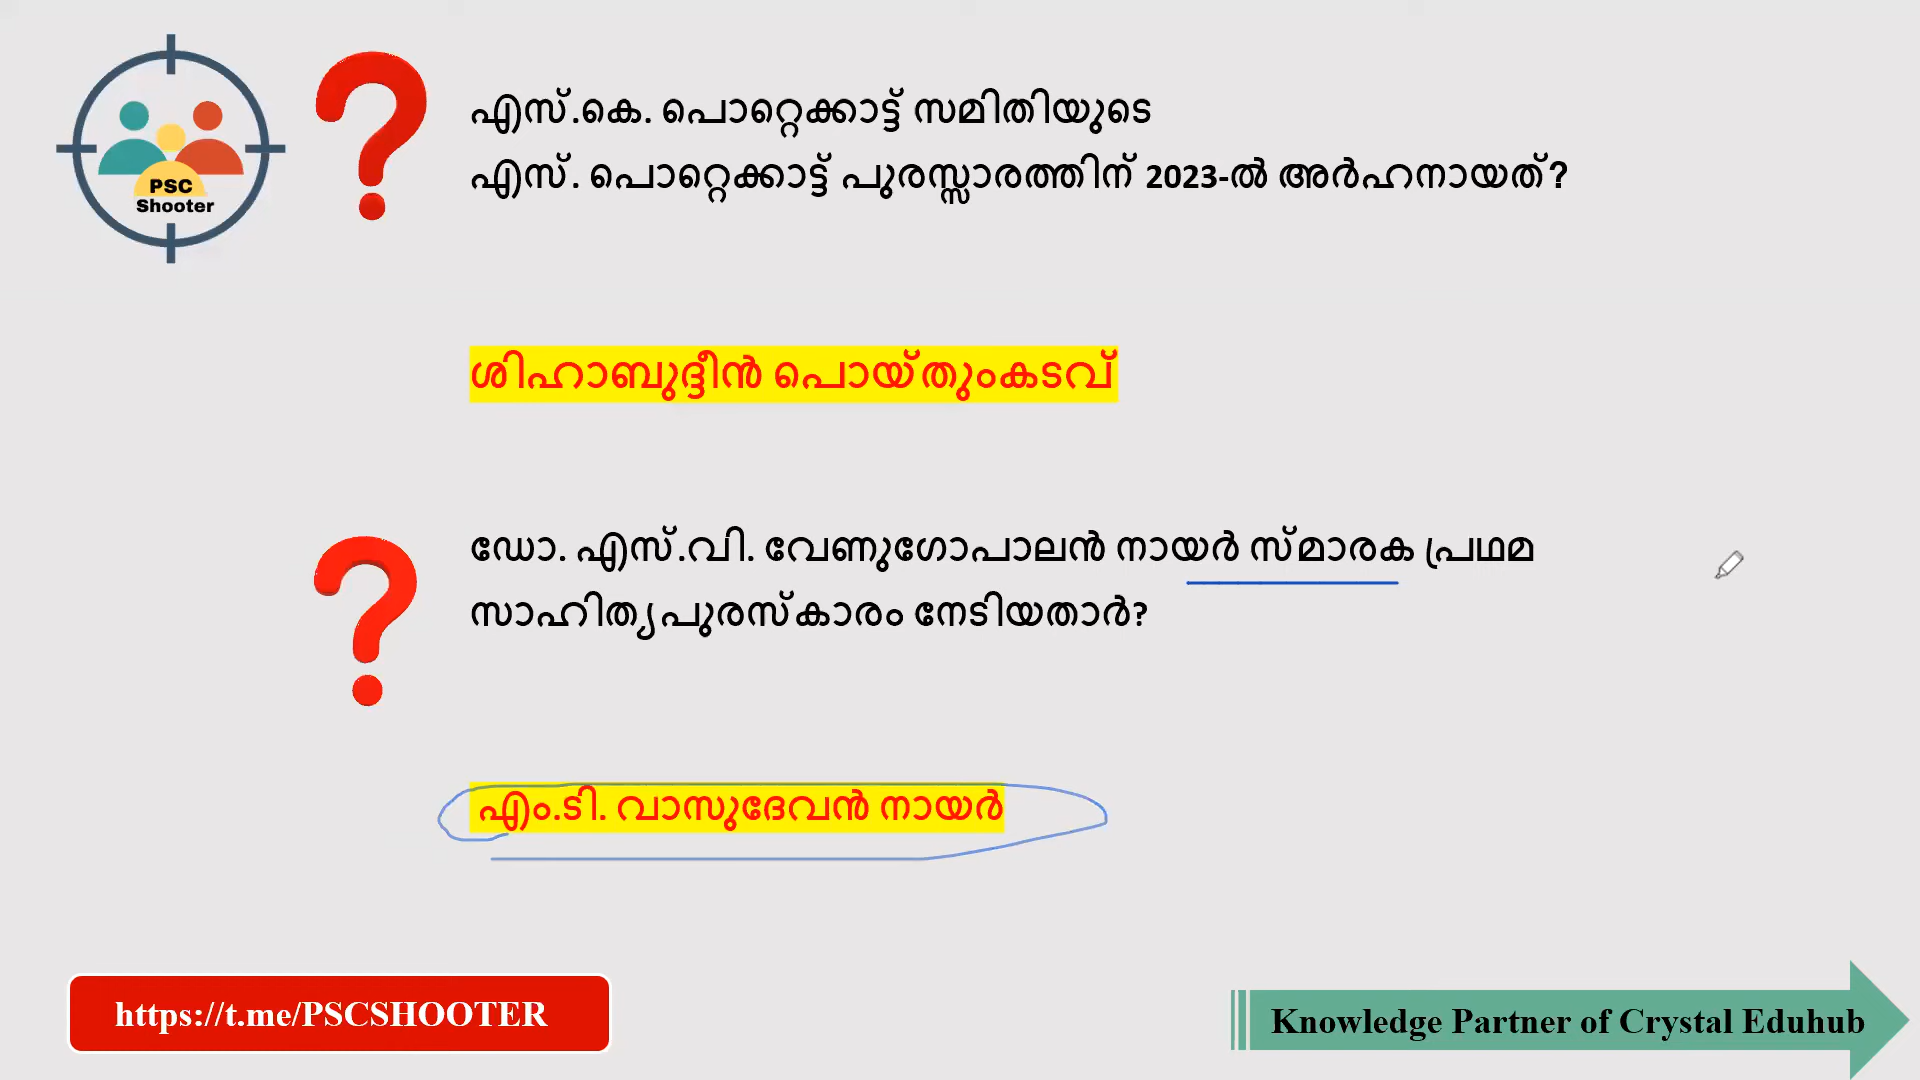 PSC
Shooter
എസ്.കെ. പൊറ്റെക്കാട്ട് സമിതിയുടെ
എസ്. പൊറ്റെക്കാട്ട് പുരസ്സാരത്തിന് 2023-ൽ അർഹനായത്?
ശിഹാബുദ്ദീൻ പൊയ്തുംകടവ്
ഡോ. എസ്.വി. വേണുഗോപാലൻ നായർ സ്മാരക പ്രഥമ
സാഹിത്യപുരസ്കാരം നേടിയതാർ?
എം.ടി. വാസുദേവൻ നായർ
https://t.me/PSCSHOOTER
Knowledge Partner of Crystal Eduhub